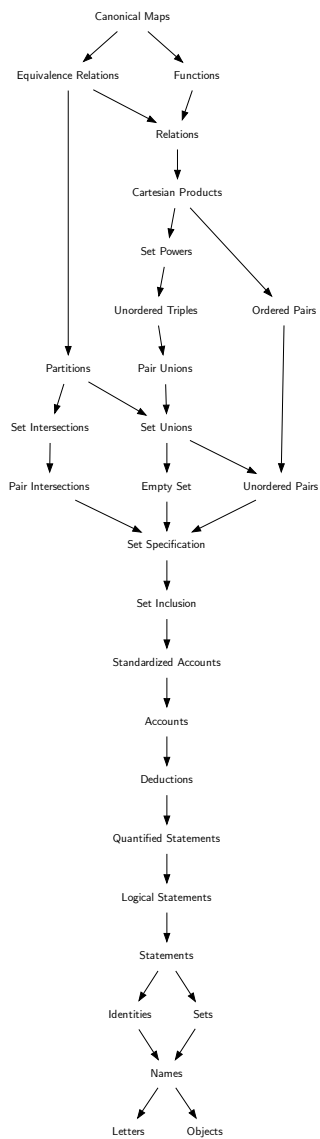 Canonical Maps
Equivalence Relations
Functions
Relations
Cartesian Products
Set Powers
Unordered Triples
Ordered Pairs
Partitions
Pair Unions
Set Intersections
Set Unions
Pair Intersections
Empty Set
Unordered Pairs
Set Specification
Set Inclusion
Standardized Accounts
Accounts
Deductions
Quantified Statements
Logical Statements
Statements
Identities
Sets
Names
Letters
Objects